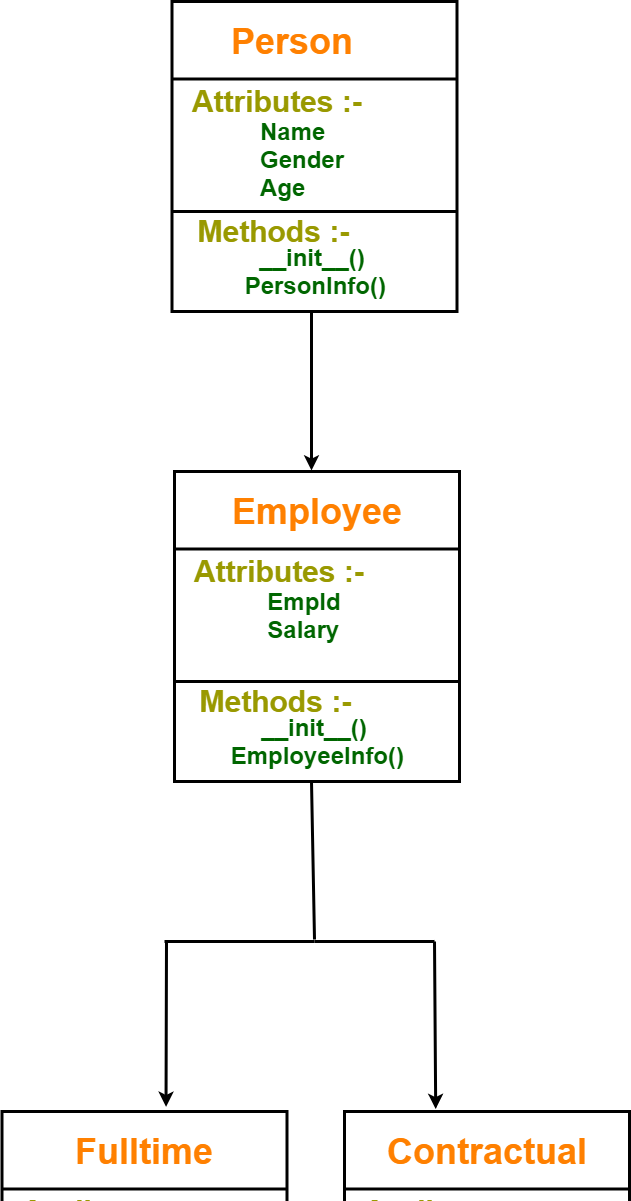 Person
Attributes :-
Name
Gender
Age
Methods :-
__init__()
PersonInfo()
Employee
Attributes :-
EmpId
Salary
Methods :-
__init__()
EmployeeInfo()
Fulltime
Contractual